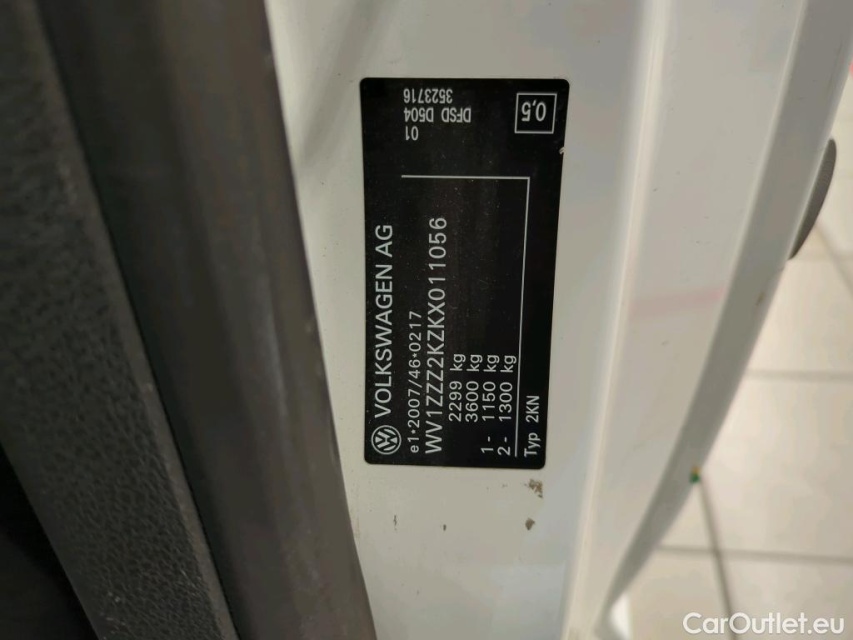 VOLKSWAGEN AG
e1*2007/46*0217
WV1ZZZ2KZKX011056
2299 kg
3600 kg
1- 1150 kg
2- 1300 kg
Typ 2KN
01
DFSD D504
3523716
0,5
CarOutlet.eu